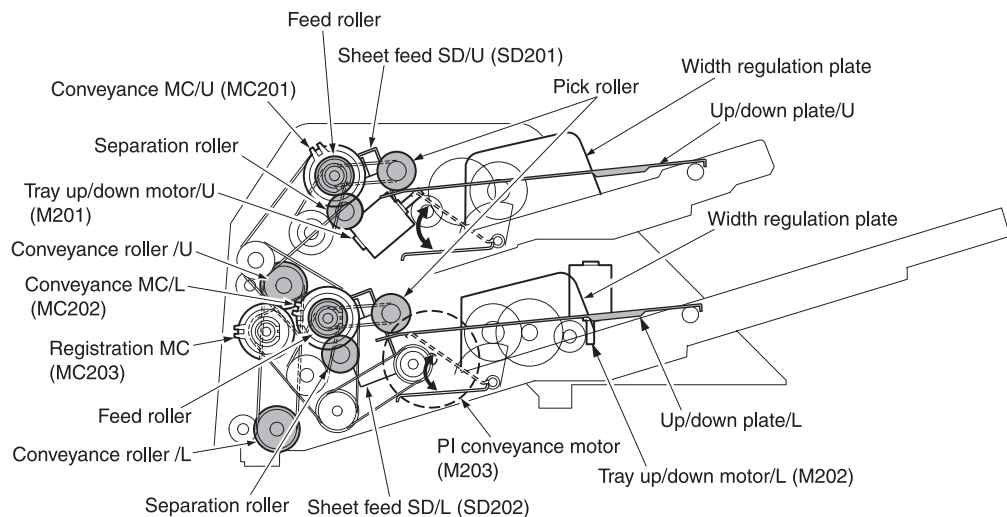 Feed roller
Sheet feed SD/U (SD201)
Conveyance MC/U (MC201)
Pick roller
Width regulation plate
Up/down plate/U
Separation roller
Tray up/down motor/U
(M201)
Width regulation plate
Conveyance roller /U
Conveyance MC/L
(MC202)
Registration MC
(MC203)
Feed roller
Up/down plate/L
Conveyance roller /L
PI conveyance motor
(M203)
Tray up/down motor/L (M202)
Separation roller
Sheet feed SD/L (SD202)